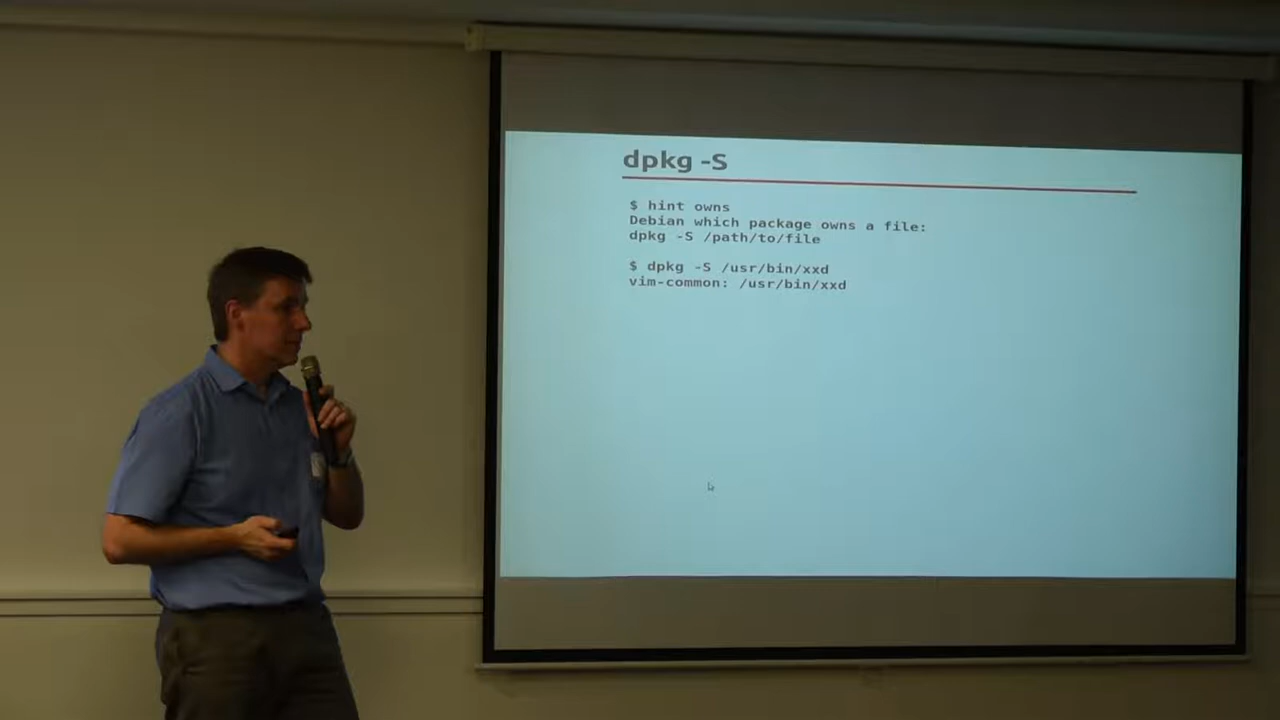 dpkg -S
$ hint owns
Debian which package owns a file:
dpkg -S /path/to/file
$ dpkg -S /usr/bin/xxd
vim-common: /usr/bin/xxd